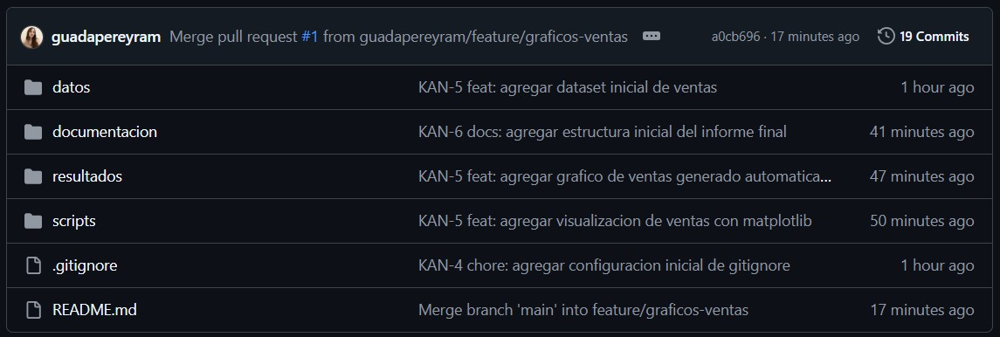 guadapereyram Merge pull request #1 from guadapereyram/feature/graficos-ventas a0cb696 · 17 minutes ago 19 Commits
datos KAN-5 feat: agregar dataset inicial de ventas 1 hour ago
documentacion KAN-6 docs: agregar estructura inicial del informe final 41 minutes ago
resultados KAN-5 feat: agregar grafico de ventas generado automatica... 47 minutes ago
scripts KAN-5 feat: agregar visualizacion de ventas con matplotlib 50 minutes ago
.gitignore KAN-4 chore: agregar configuracion inicial de gitignore 1 hour ago
README.md Merge branch 'main' into feature/graficos-ventas 17 minutes ago